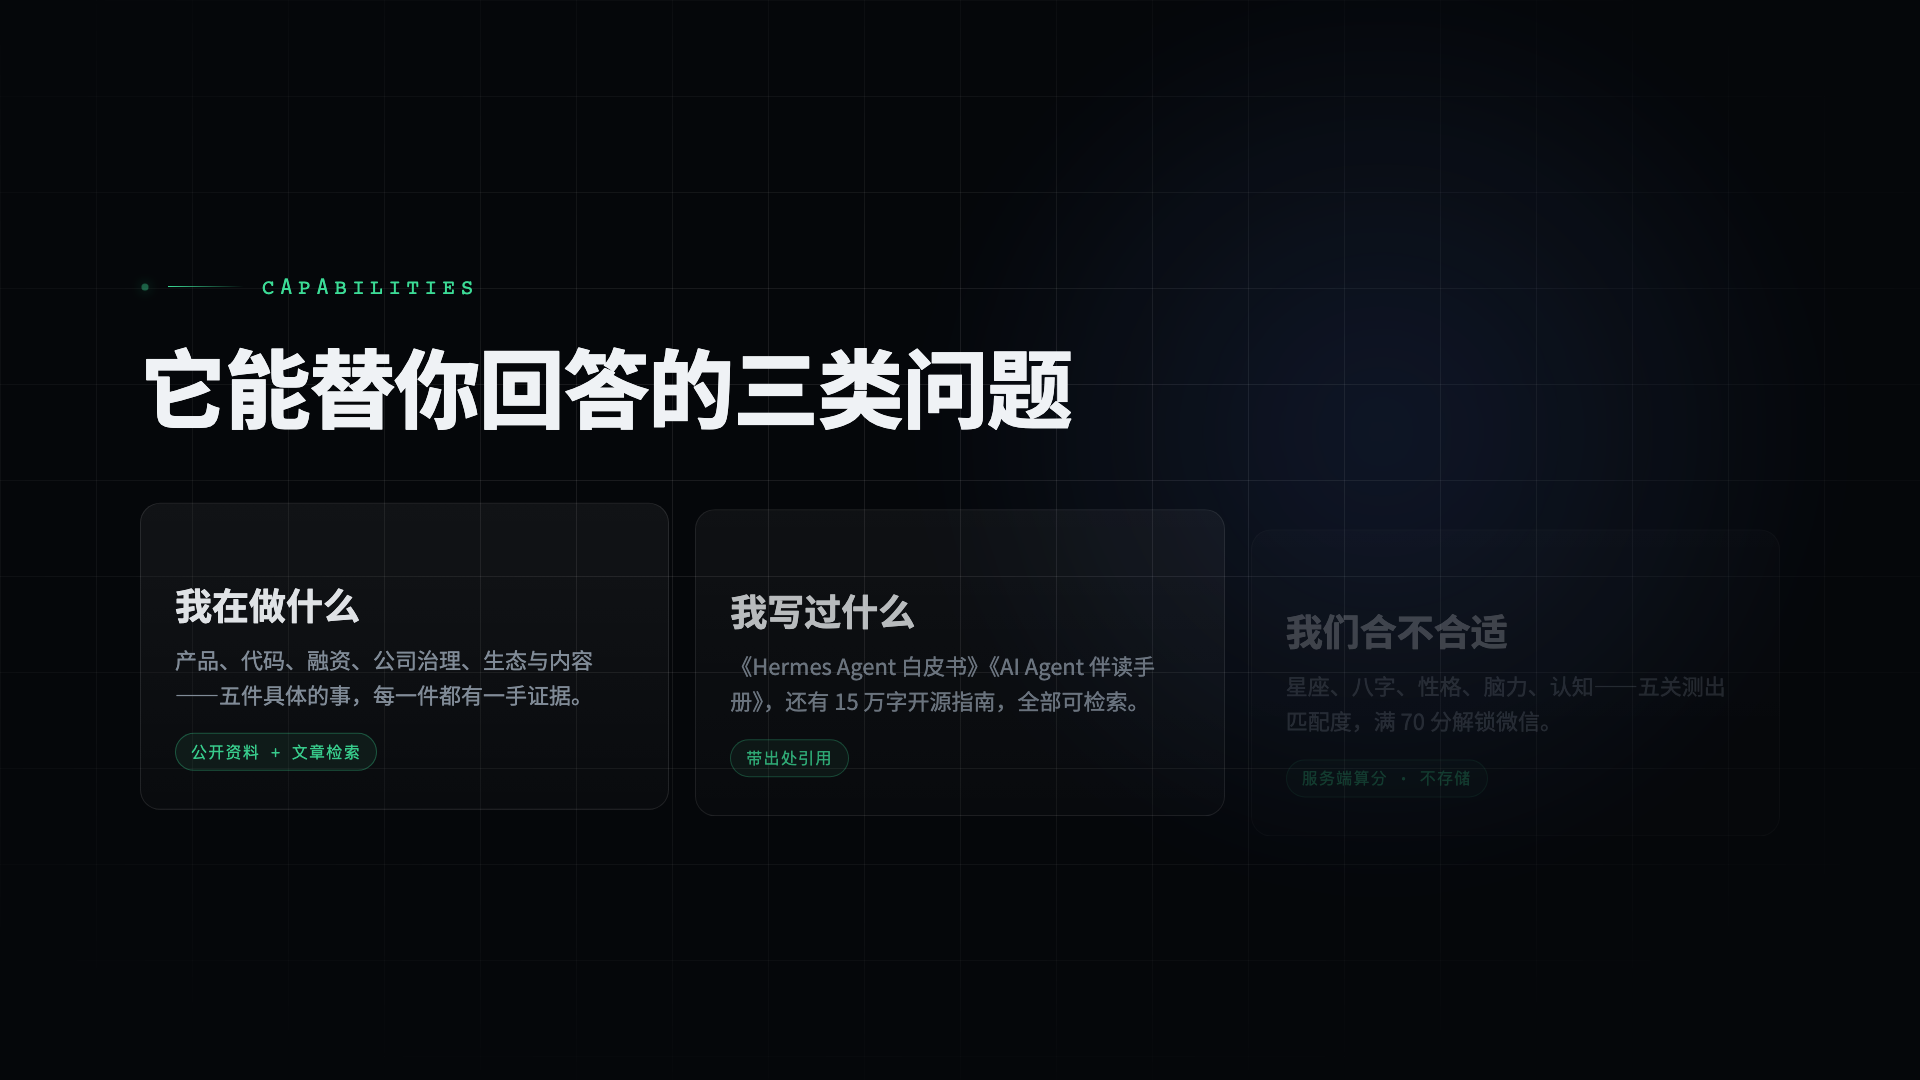 CAPABILITIES
它能替你回答的三类问题
我在做什么
产品、代码、融资、公司治理、生态与内容
——五件具体的事，每一件都有一手证据。
公开资料 + 文章检索
我写过什么
《Hermes Agent 白皮书》《AI Agent 伴读手
册》，还有 15 万字开源指南，全部可检索。
带出处引用
我们合不合适
星座、八字、性格、脑力、认知——五关测出
匹配度，满 70 分解锁微信。
服务端算分 · 不存储